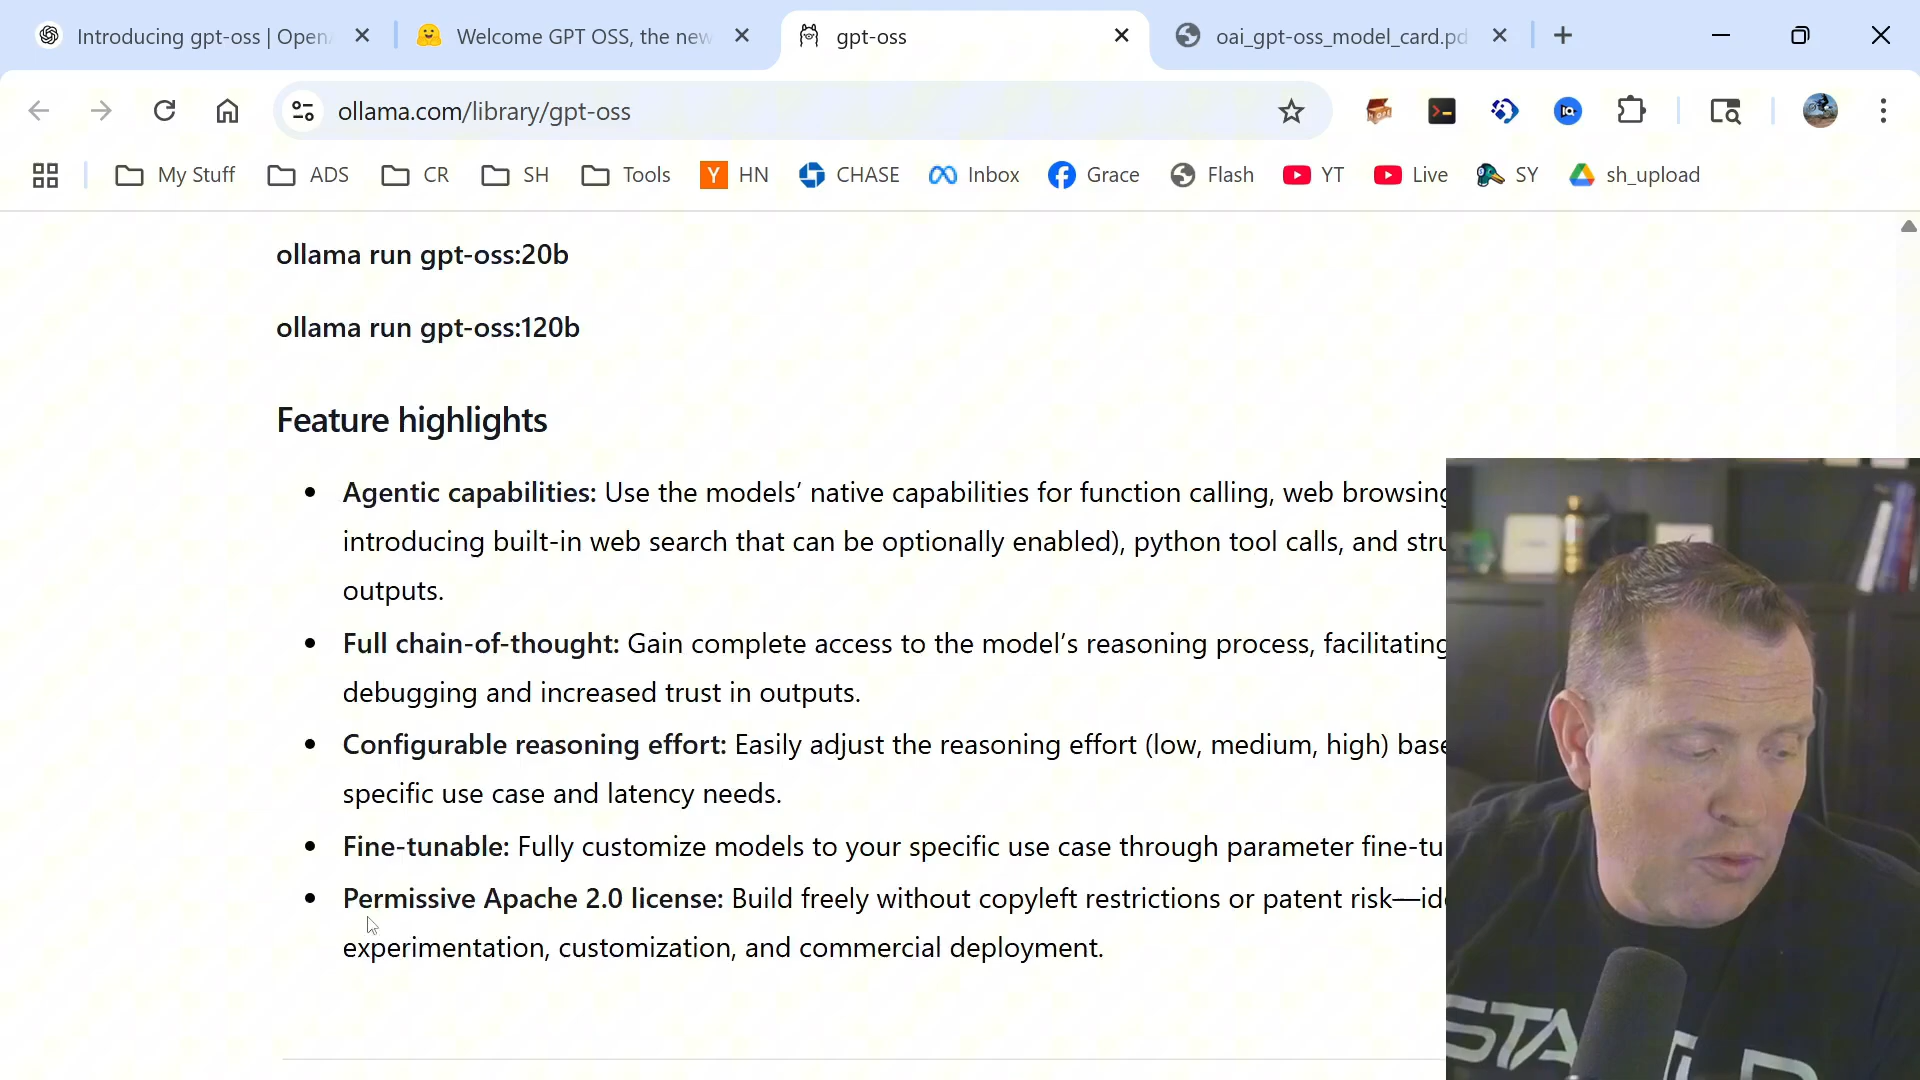 Introducing gpt-oss | Open
Welcome GPT OSS, the new
gpt-oss
oai_gpt-oss_model_card.pd
ollama.com/library/gpt-oss
My Stuff
ADS
CR
SH
Tools
Y HN
CHASE
Inbox
Grace
Flash
YT
Live
SY
sh_upload
ollama run gpt-oss:20b
ollama run gpt-oss:120b
Feature highlights
Agentic capabilities: Use the models’ native capabilities for function calling, web browsing
introducing built-in web search that can be optionally enabled), python tool calls, and stru
outputs.
Full chain-of-thought: Gain complete access to the model’s reasoning process, facilitating
debugging and increased trust in outputs.
Configurable reasoning effort: Easily adjust the reasoning effort (low, medium, high) base
specific use case and latency needs.
Fine-tunable: Fully customize models to your specific use case through parameter fine-tu
Permissive Apache 2.0 license: Build freely without copyleft restrictions or patent risk—ide
experimentation, customization, and commercial deployment.